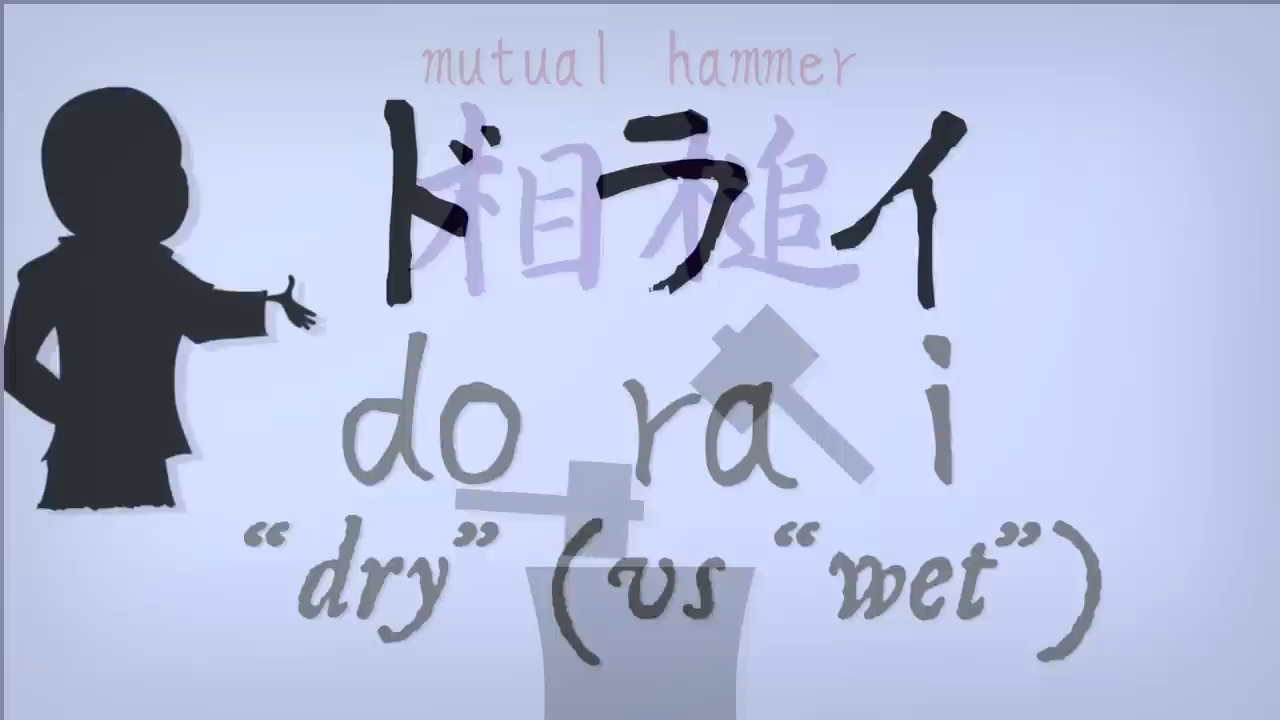 mutual hammer
相槌
ドライ
do ra i
“dry” (vs “wet”)